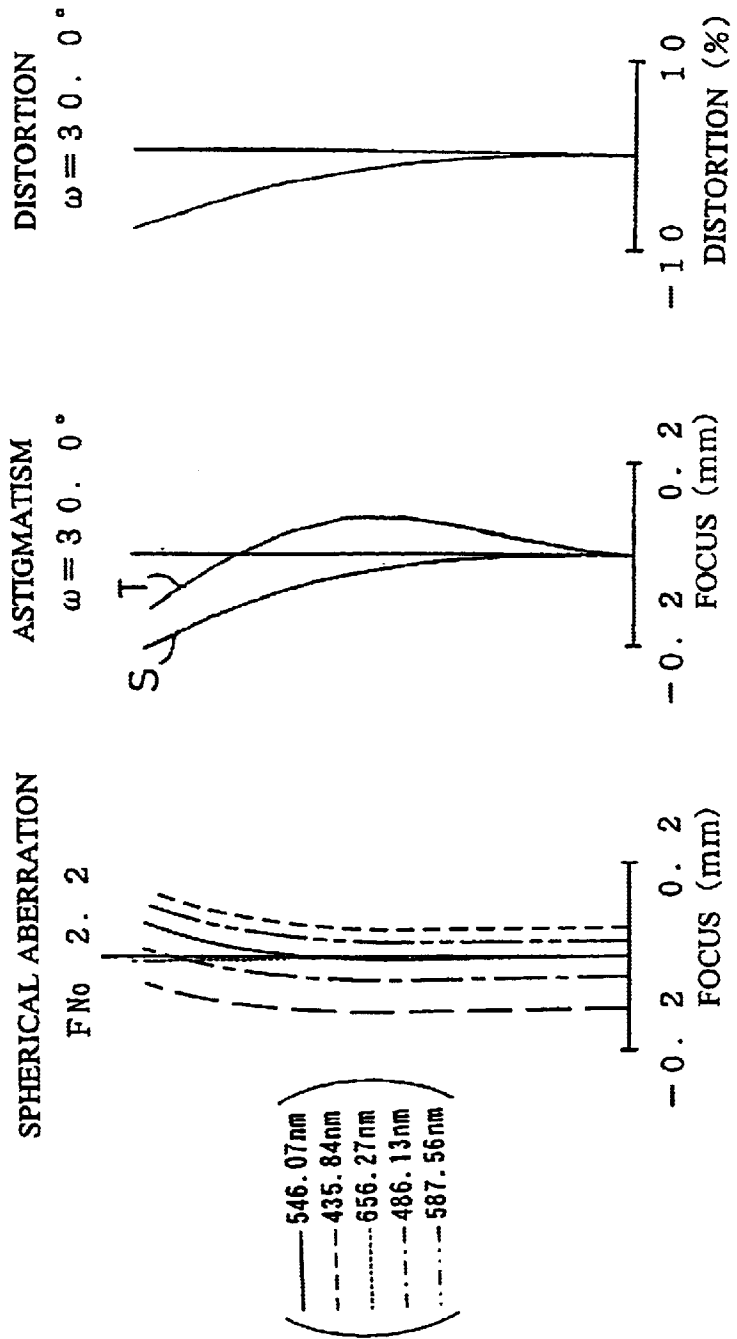 SPHERICAL ABERRATION
FNo 2. 2
546.07nm
435.84nm
656.27nm
486.13nm
587.56nm
−0. 2 0. 2
FOCUS (mm)
ASTIGMATISM
ω=30. 0°
S
T
−0. 2 0. 2
FOCUS (mm)
DISTORTION
ω=30. 0°
−10 10
DISTORTION (%)